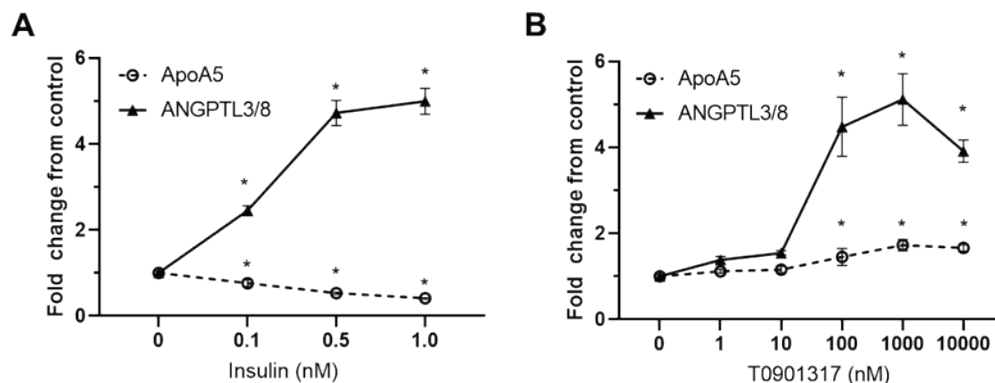 A
Fold change from control
6
4
2
0
ApoA5
ANGPTL3/8
*
*
*
*
*
*
0 0.1 0.5 1.0
Insulin (nM)
B
Fold change from control
6
4
2
0
ApoA5
ANGPTL3/8
*
*
*
*
*
*
0 1 10 100 1000 10000
T0901317 (nM)